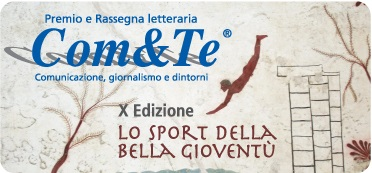 Premio e Rassegna letteraria
Com&Te®
Comunicazione, giornalismo e dintorni
X Edizione
LO SPORT DELLA
BELLA GIOVENTÙ